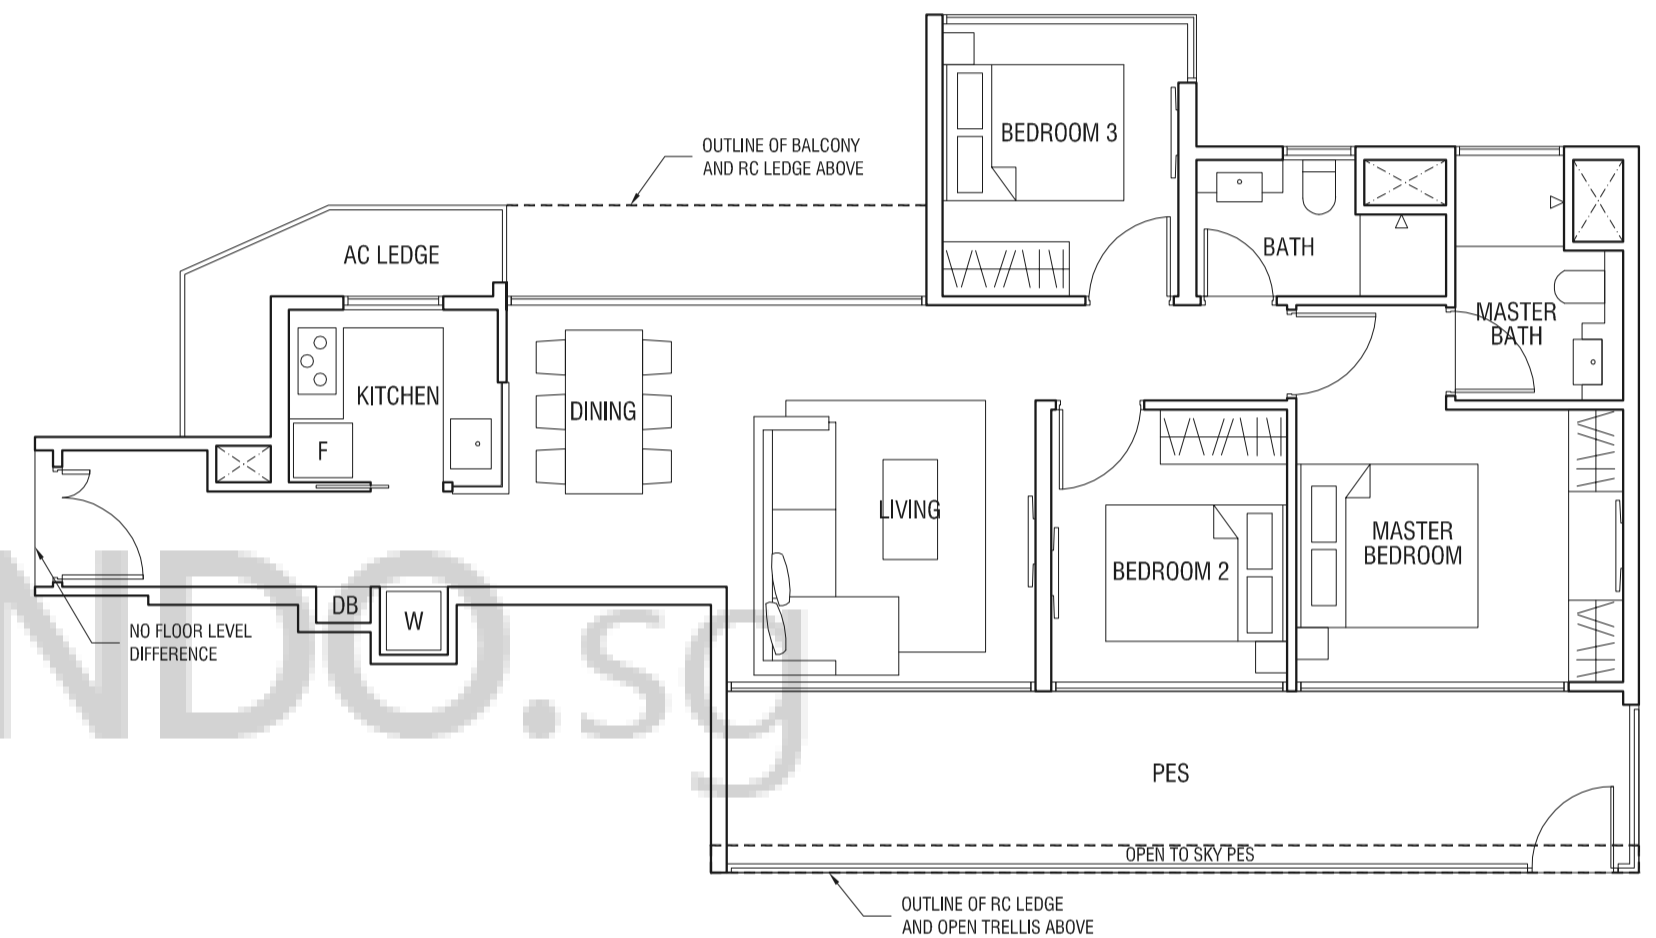 BEDROOM 3
OUTLINE OF BALCONY
AND RC LEDGE ABOVE
AC LEDGE
BATH
MASTER
BATH
KITCHEN
DINING
F
LIVING
MASTER
BEDROOM
BEDROOM 2
DB
W
NO FLOOR LEVEL
DIFFERENCE
NDO.sg
PES
OPEN TO SKY PES
OUTLINE OF RC LEDGE
AND OPEN TRELLIS ABOVE